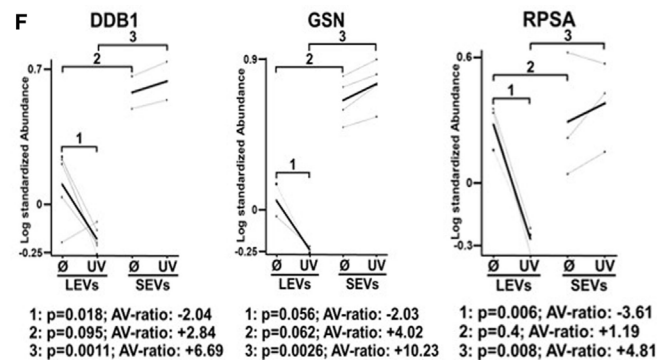 F
DDB1
GSN
RPSA
Log standardized Abundance
0.7
0
-0.25
1
2
3
Ø UV Ø UV
LEVs SEVs
Log standardized Abundance
0.9
0
-0.25
1
2
3
Ø UV Ø UV
LEVs SEVs
Log standardized Abundance
0.6
0
-0.3
1
2
3
Ø UV Ø UV
LEVs SEVs
1: p=0.018; AV-ratio: -2.04
2: p=0.095; AV-ratio: +2.84
3: p=0.0011; AV-ratio: +6.69
1: p=0.056; AV-ratio: -2.03
2: p=0.062; AV-ratio: +4.02
3: p=0.0026; AV-ratio: +10.23
1: p=0.006; AV-ratio: -3.61
2: p=0.4; AV-ratio: +1.19
3: p=0.008; AV-ratio: +4.81